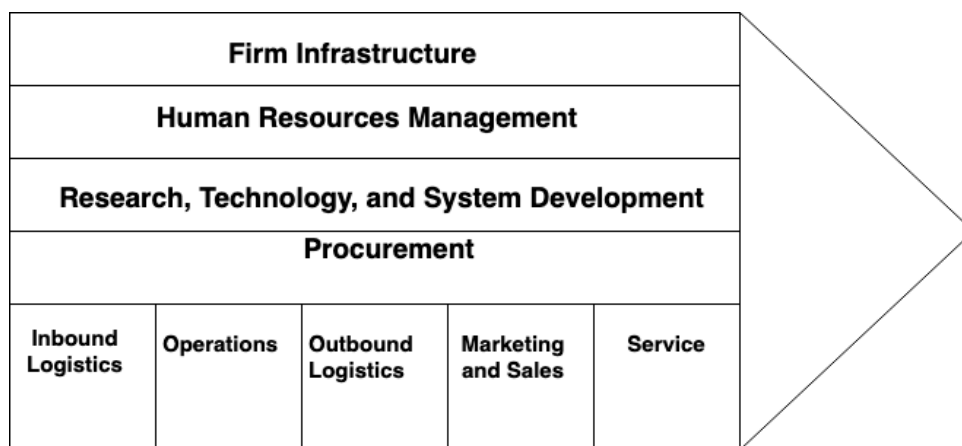 Firm Infrastructure
Human Resources Management
Research, Technology, and System Development
Procurement
Inbound
Logistics
Operations
Outbound
Logistics
Marketing
and Sales
Service